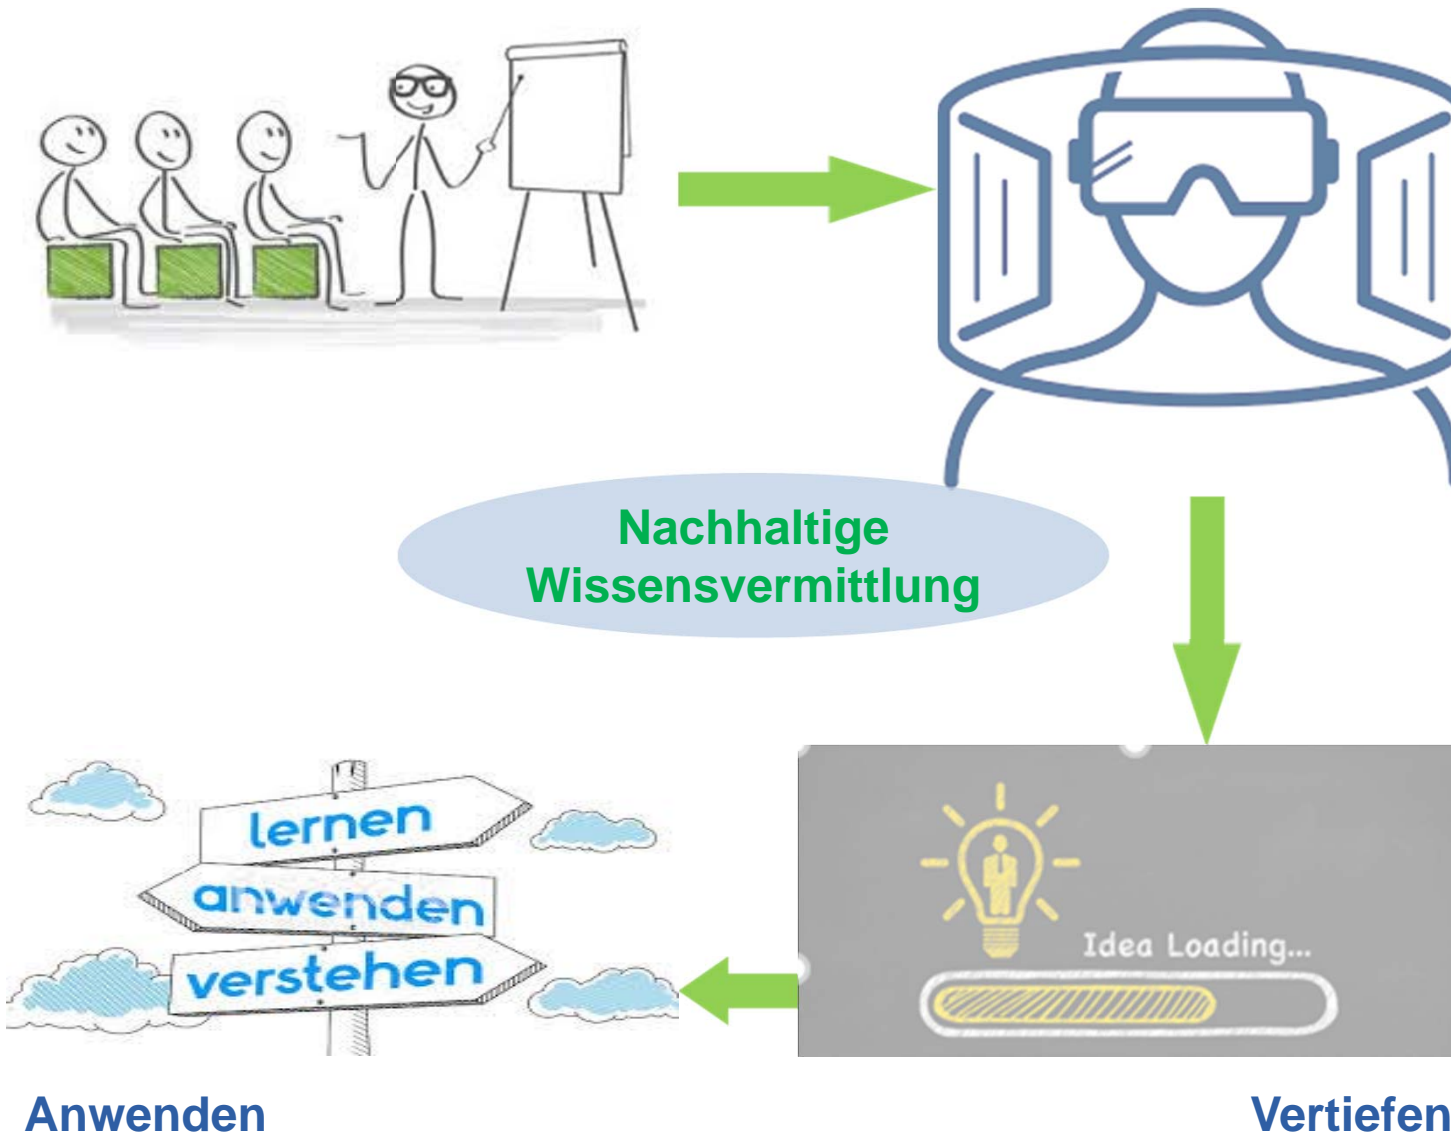 Nachhaltige
Wissensvermittlung
lernen
anwenden
verstehen
Idea Loading...
Anwenden
Vertiefen